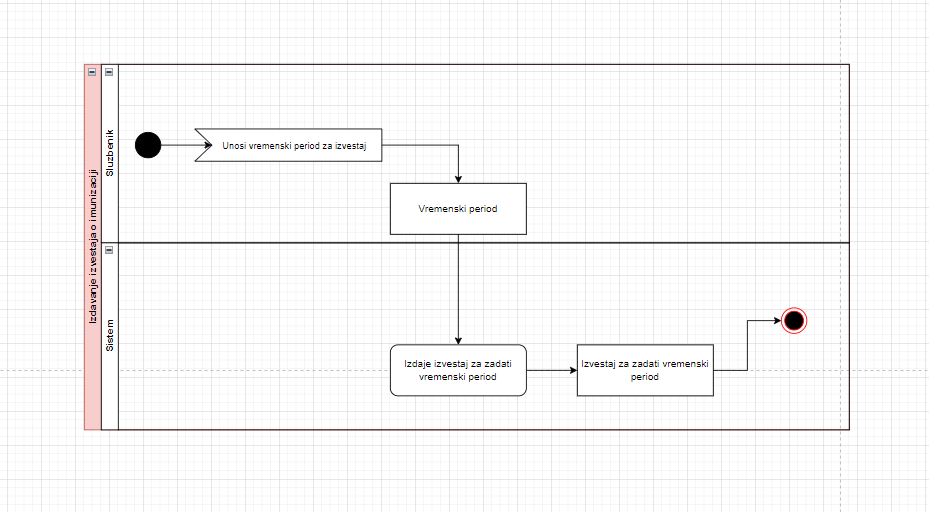 Izdavanje izvestaja o imunizaciji
Sluzbenik
Unosi vremenski period za izvestaj
Vremenski period
Sistem
Izdaje izvestaj za zadati
vremenski period
Izvestaj za zadati vremenski
period